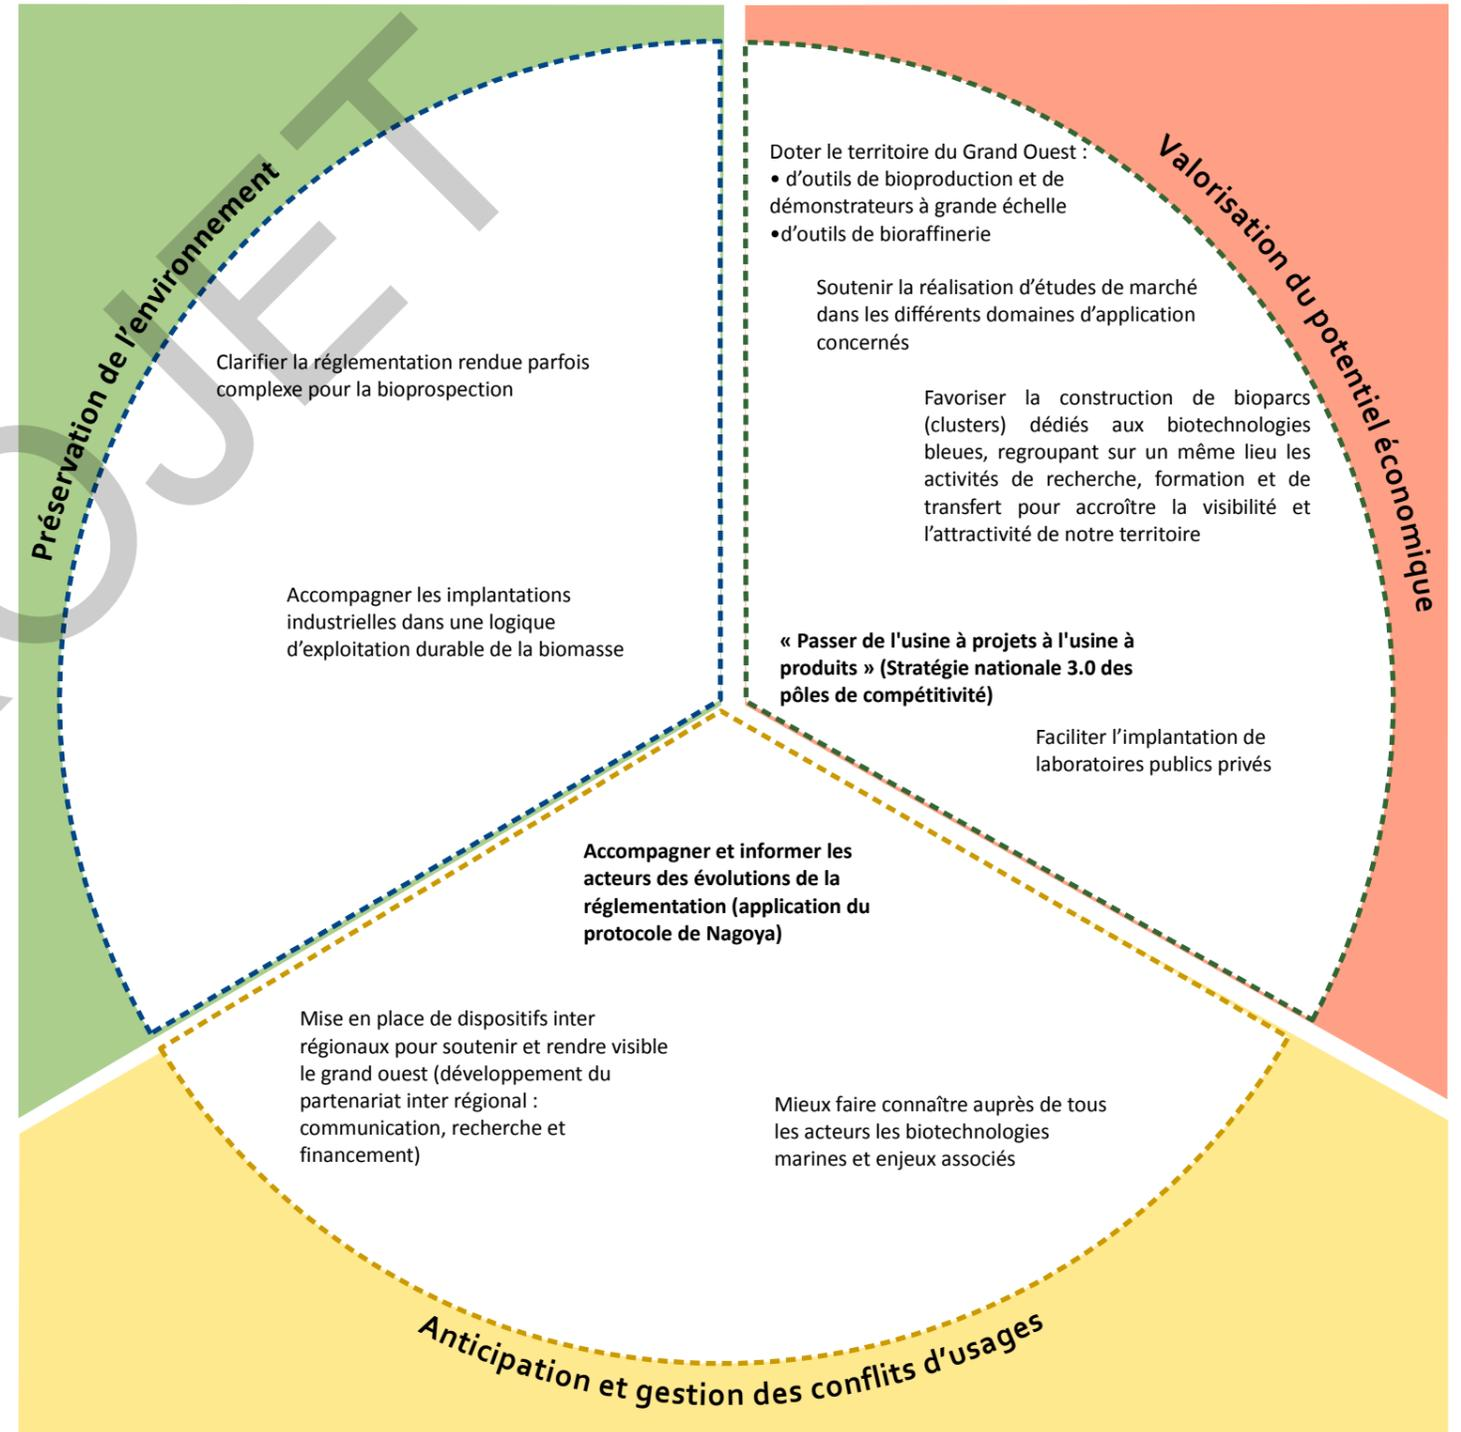 Préservation de l'environnement
Clarifier la réglementation rendue parfois
complexe pour la bioprospection
Accompagner les implantations
industrielles dans une logique
d'exploitation durable de la biomasse
Valorisation du potentiel économique
Doter le territoire du Grand Ouest :
• d'outils de bioproduction et de
démonstrateurs à grande échelle
•d'outils de bioraffinerie
Soutenir la réalisation d'études de marché
dans les différents domaines d'application
concernés
Favoriser la construction de bioparcs
(clusters) dédiés aux biotechnologies
bleues, regroupant sur un même lieu les
activités de recherche, formation et de
transfert pour accroître la visibilité et
l'attractivité de notre territoire
« Passer de l'usine à projets à l'usine à
produits » (Stratégie nationale 3.0 des
pôles de compétitivité)
Faciliter l'implantation de
laboratoires publics privés
Accompagner et informer les
acteurs des évolutions de la
réglementation (application du
protocole de Nagoya)
Mise en place de dispositifs inter
régionaux pour soutenir et rendre visible
le grand ouest (développement du
partenariat inter régional :
communication, recherche et
financement)
Mieux faire connaître auprès de tous
les acteurs les biotechnologies
marines et enjeux associés
Anticipation et gestion des conflits d'usages
OJET